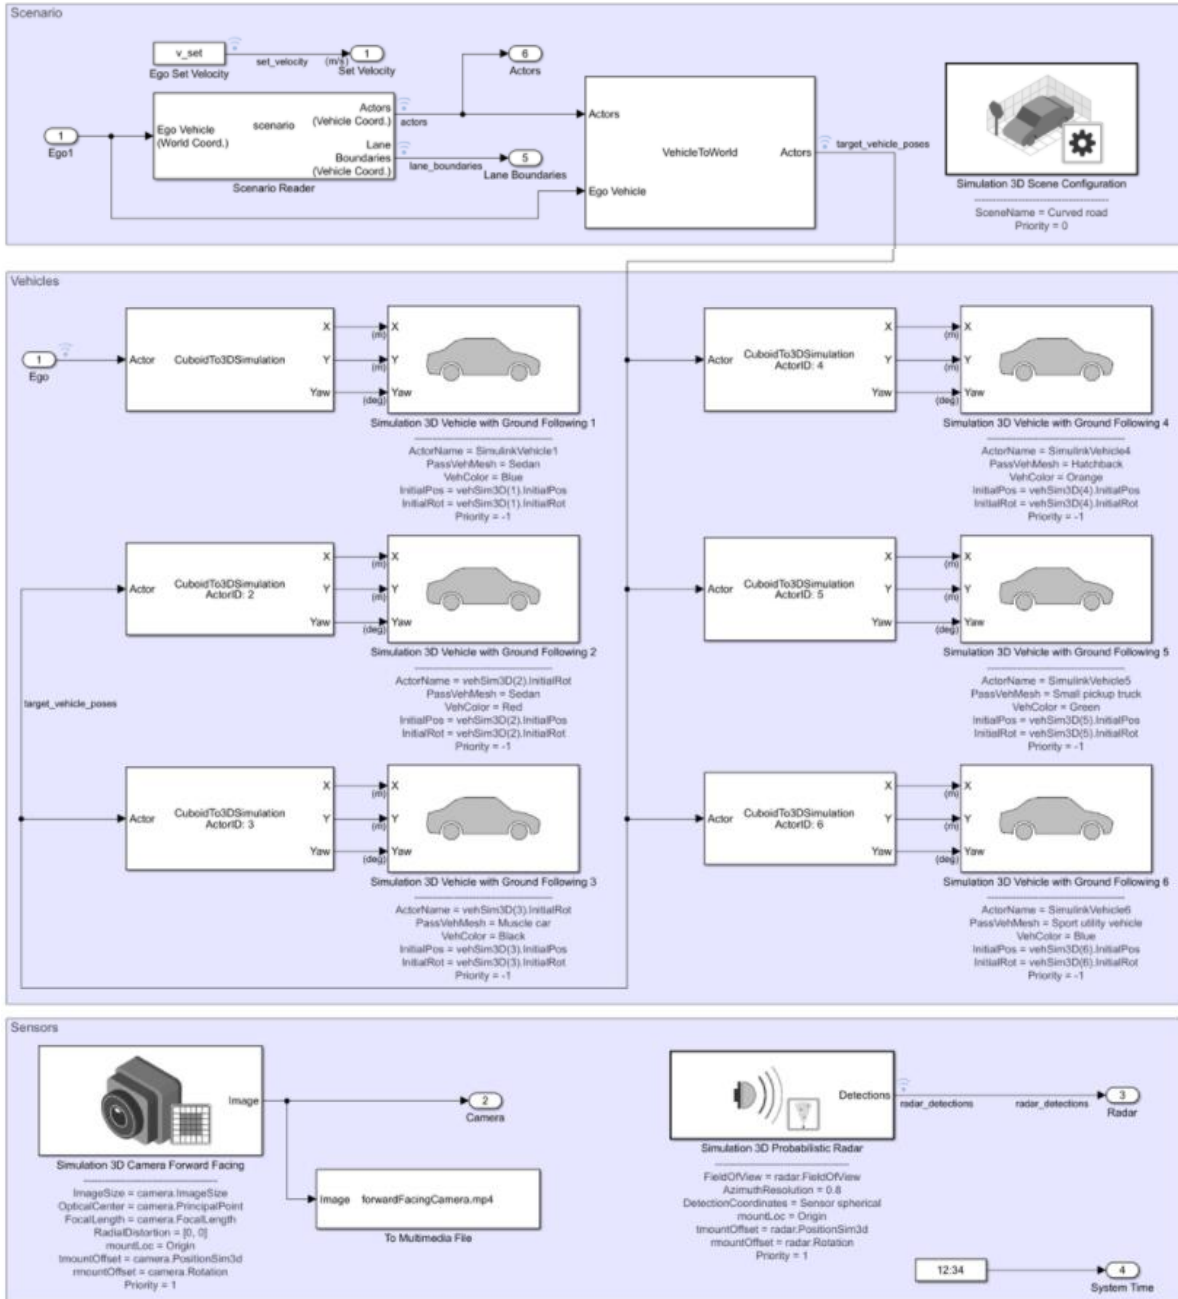 Scenario
v_set
Ego Set Velocity
set_velocity
(m/s)
1
Set Velocity
6
Actors
1
Ego1
Ego Vehicle
(World Coord.)
scenario
Actors
(Vehicle Coord.)
Lane
Boundaries
(Vehicle Coord.)
Scenario Reader
actors
lane_boundaries
5
Lane Boundaries
Actors
Ego Vehicle
VehicleToWorld
Actors
target_vehicle_poses
Simulation 3D Scene Configuration
SceneName = Curved road
Priority = 0
Vehicles
1
Ego
Actor
CuboidTo3DSimulation
X
Y
Yaw
(m)
(m)
(deg)
X
Y
Yaw
Simulation 3D Vehicle with Ground Following 1
ActorName = SimulinkVehicle1
PassVehMesh = Sedan
VehColor = Blue
InitialPos = vehSim3D(1).InitialPos
InitialRot = vehSim3D(1).InitialRot
Priority = -1
Actor
CuboidTo3DSimulation
ActorID: 4
X
Y
Yaw
(m)
(m)
(deg)
X
Y
Yaw
Simulation 3D Vehicle with Ground Following 4
ActorName = SimulinkVehicle4
PassVehMesh = Hatchback
VehColor = Orange
InitialPos = vehSim3D(4).InitialPos
InitialRot = vehSim3D(4).InitialRot
Priority = -1
Actor
CuboidTo3DSimulation
ActorID: 2
X
Y
Yaw
(m)
(m)
(deg)
X
Y
Yaw
Simulation 3D Vehicle with Ground Following 2
ActorName = vehSim3D(2).InitialRot
PassVehMesh = Sedan
VehColor = Red
InitialPos = vehSim3D(2).InitialPos
InitialRot = vehSim3D(2).InitialRot
Priority = -1
Actor
CuboidTo3DSimulation
ActorID: 5
X
Y
Yaw
(m)
(m)
(deg)
X
Y
Yaw
Simulation 3D Vehicle with Ground Following 5
ActorName = SimulinkVehicle5
PassVehMesh = Small pickup truck
VehColor = Green
InitialPos = vehSim3D(5).InitialPos
InitialRot = vehSim3D(5).InitialRot
Priority = -1
target_vehicle_poses
Actor
CuboidTo3DSimulation
ActorID: 3
X
Y
Yaw
(m)
(m)
(deg)
X
Y
Yaw
Simulation 3D Vehicle with Ground Following 3
ActorName = vehSim3D(3).InitialRot
PassVehMesh = Muscle car
VehColor = Black
InitialPos = vehSim3D(3).InitialPos
InitialRot = vehSim3D(3).InitialRot
Priority = -1
Actor
CuboidTo3DSimulation
ActorID: 6
X
Y
Yaw
(m)
(m)
(deg)
X
Y
Yaw
Simulation 3D Vehicle with Ground Following 6
ActorName = SimulinkVehicle6
PassVehMesh = Sport utility vehicle
VehColor = Blue
InitialPos = vehSim3D(6).InitialPos
InitialRot = vehSim3D(6).InitialRot
Priority = -1
Sensors
Image
Simulation 3D Camera Forward Facing
ImageSize = camera.ImageSize
OpticalCenter = camera.PrincipalPoint
FocalLength = camera.FocalLength
RadialDistortion = [0, 0]
mountLoc = Origin
tmountOffset = camera.PositionSim3d
rmountOffset = camera.Rotation
Priority = 1
2
Camera
Image
forwardFacingCamera.mp4
To Multimedia File
Detections
Simulation 3D Probabilistic Radar
FieldOfView = radar.FieldOfView
AzimuthResolution = 0.8
DetectionCoordinates = Sensor spherical
mountLoc = Origin
tmountOffset = radar.PositionSim3d
rmountOffset = radar.Rotation
Priority = 1
radar_detections
radar_detections
3
Radar
12:34
4
System Time